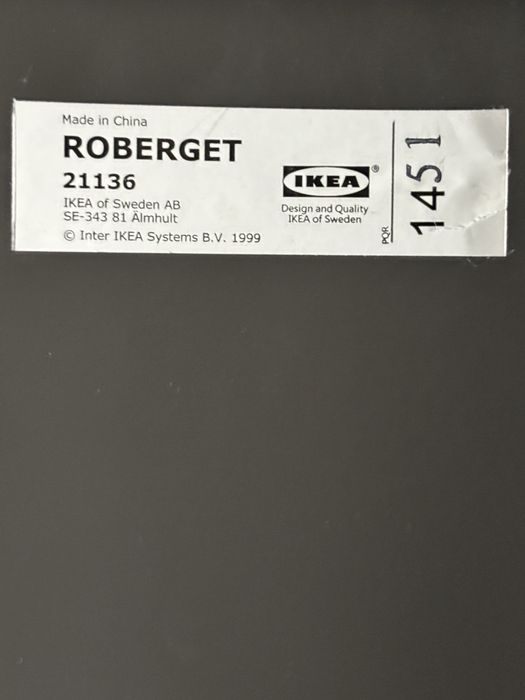 Made in China
ROBERGET
21136
IKEA of Sweden AB
SE-343 81 Älmhult
© Inter IKEA Systems B.V. 1999
IKEA®
Design and Quality
IKEA of Sweden
PQR
1451